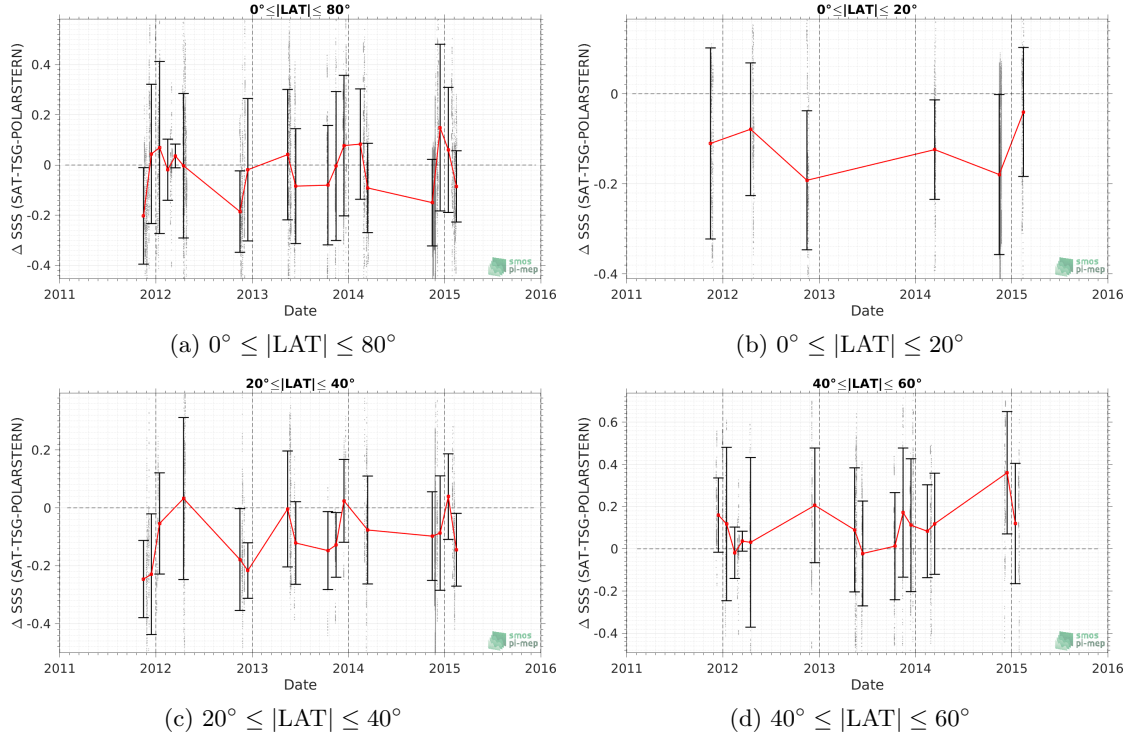 0°≤|LAT|≤ 80°
Δ SSS (SAT-TSG-POLARSTERN)
0.4
0.2
0
-0.2
-0.4
2011 2012 2013 2014 2015 2016
Date
smos
pi-mep
(a) 0° ≤ |LAT| ≤ 80°
0°≤|LAT|≤ 20°
Δ SSS (SAT-TSG-POLARSTERN)
0
-0.2
-0.4
2011 2012 2013 2014 2015 2016
Date
smos
pi-mep
(b) 0° ≤ |LAT| ≤ 20°
20°≤|LAT|≤ 40°
Δ SSS (SAT-TSG-POLARSTERN)
0.2
0
-0.2
-0.4
2011 2012 2013 2014 2015 2016
Date
smos
pi-mep
(c) 20° ≤ |LAT| ≤ 40°
40°≤|LAT|≤ 60°
Δ SSS (SAT-TSG-POLARSTERN)
0.6
0.4
0.2
0
-0.2
-0.4
2011 2012 2013 2014 2015 2016
Date
smos
pi-mep
(d) 40° ≤ |LAT| ≤ 60°